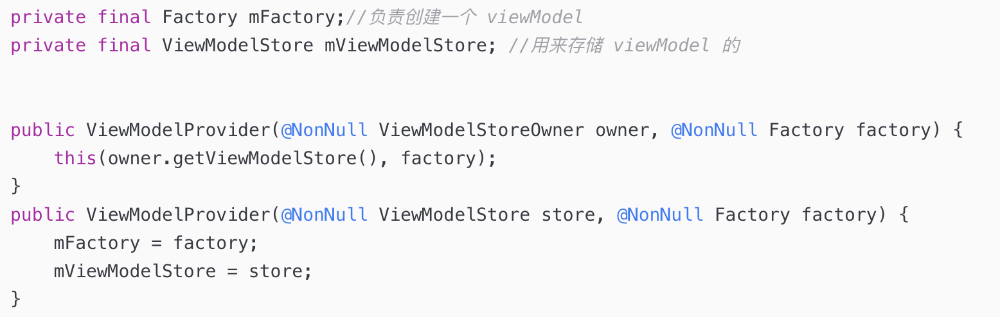 private final Factory mFactory;//负责创建一个 viewModel
private final ViewModelStore mViewModelStore; //用来存储 viewModel 的
public ViewModelProvider(@NonNull ViewModelStoreOwner owner, @NonNull Factory factory) {
    this(owner.getViewModelStore(), factory);
}
public ViewModelProvider(@NonNull ViewModelStore store, @NonNull Factory factory) {
    mFactory = factory;
    mViewModelStore = store;
}